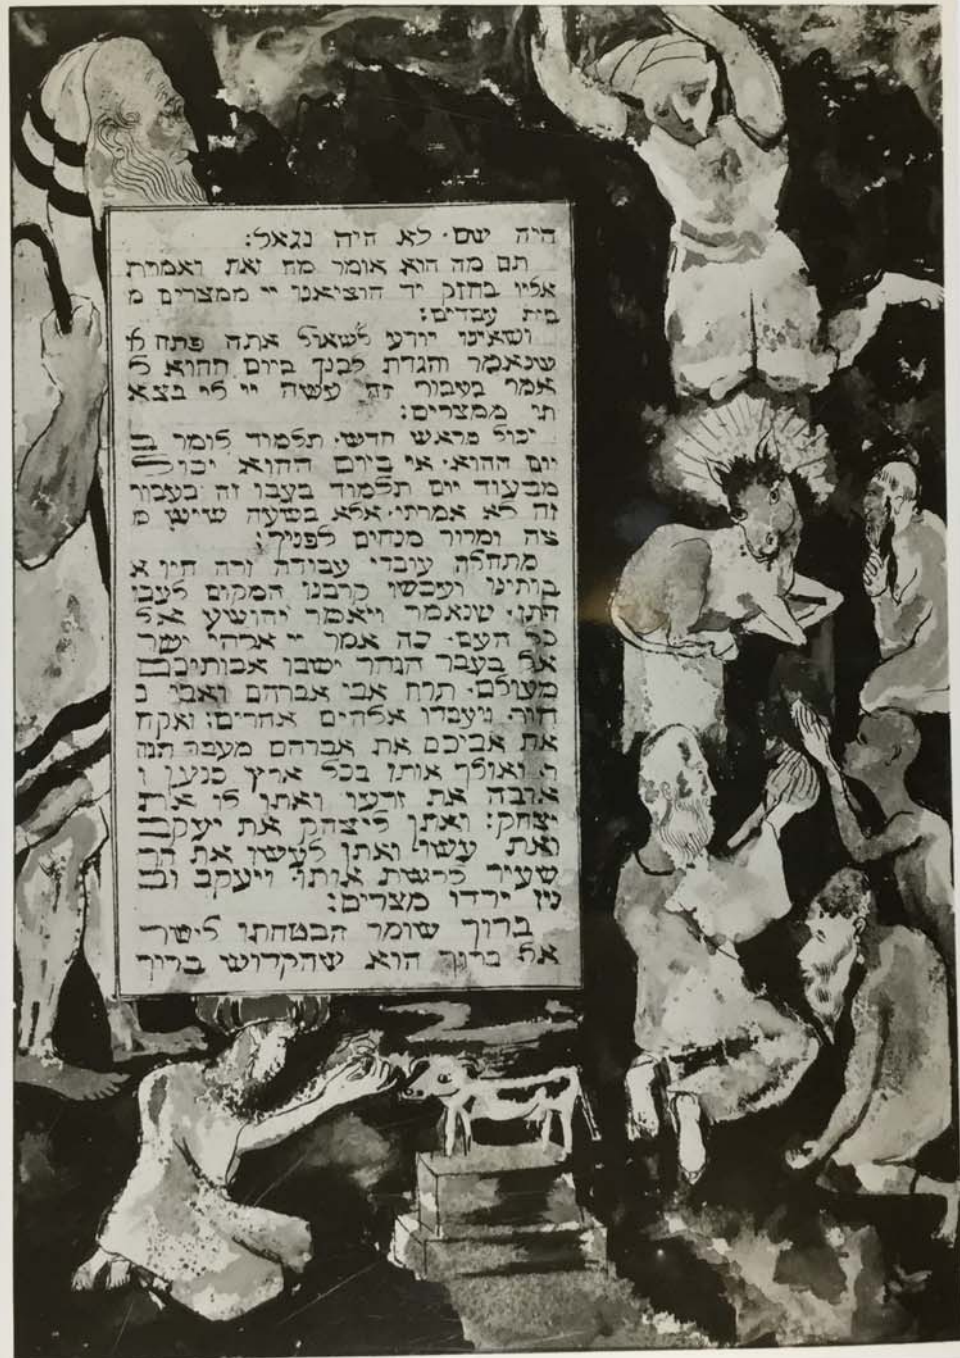 היה שם· לא היה נגאל:
תם מה הוא אומר מה זאת ואמרת
אליו בחזק יד הוציאנו יי ממצרים מ
בית עבדים:
ושאינו יודע לשאול אתה פתח ל
שנאמר והגדת לבנך ביום ההוא ל
אמר בעבור זה עשה יי לי בצא
תי ממצרים:
יכול מראש חדש· תלמוד לומר ב
יום ההוא· אי ביום ההוא יכול
מבעוד יום תלמוד בעבו זה בעבור
זה לא אמרתי· אלא בשעה שיש מ
צה ומרור מנחים לפניך:
מתחלה עובדי עבודה זרה היו א
בותינו ועכשו קרבנו המקום לעבו
דתו· שנאמר ויאמר יהושע אל
כל העם· כה אמר יי אלהי ישר
אל בעבר הנהר ישבו אבותיכם
מעולם· תרח אבי אברהם ואבי נ
חור· ויעבדו אלהים אחרים: ואקח
את אביכם את אברהם מעבר הנה
ר ואולך אותו בכל ארץ כנען ו
ארבה את זרעו ואתן לו את
יצחק: ואתן ליצחק את יעקב
ואת עשו ואתן לעשו את הר
שעיר לרשת אותו ויעקב וב
ניו ירדו מצרים:
ברוך שומר הבטחתו לישר
אל ברוך הוא שהקדוש ברוך